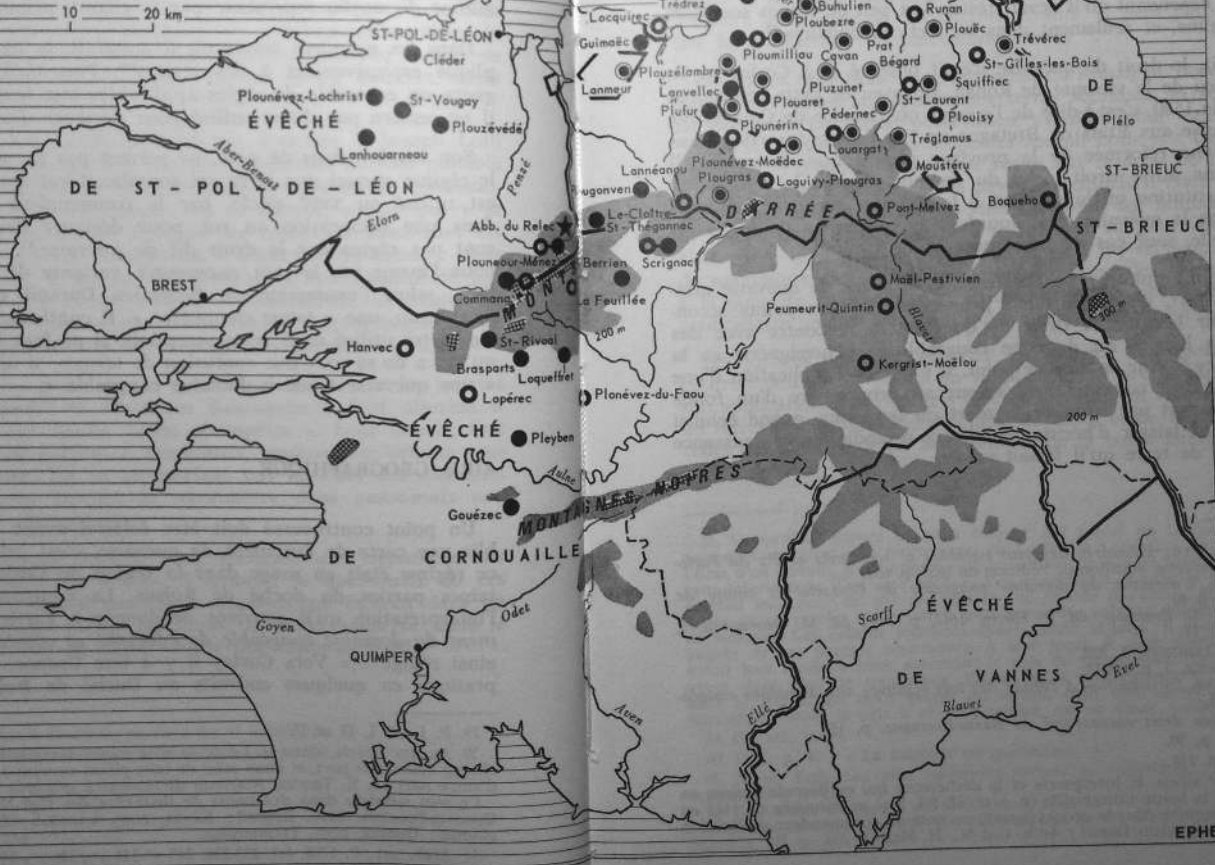 10 20 km
Trédrez
Buhulien
Runan
Locquirec
Ploubezre
Plouëc
ST-POL-DE-LÉON
Guimaëc
Ploumilliau
Cavan
Prat
Trévérec
Cléder
St-Gilles-les-Bois
Plouzélambre
Bégard
DE
Lanmeur
Lanvellec
Pluzunet
Squiffiec
Plounévez-Lochrist
St-Vougay
Plouaret
St-Laurent
Plufur
Pédernec
Plouisy
Plélo
ÉVÊCHÉ
Plouzévédé
Plounérin
Louargat
Tréglamus
Lanhouarneau
Plounévez-Moëdec
Moustéru
Aber-Benout
Penzé
Lannéanou
Plougras
Loguivy-Plougras
ST-BRIEUC
DE ST-POL DE-LÉON
Plougonven
Boqueho
Elorn
Le-Cloître-
St-Thégonnec
D'ARRÉE
Pont-Melvez
ST-BRIEUC
Abb. du Relec
Plounéour-Ménez
Berrien
Scrignac
Maël-Pestivien
BREST
Commana
MONTS
La Feuillée
Peumeurit-Quintin
300 m
200 m
Blavet
Hanvec
St-Rivoal
Brasparts
Loqueffret
Kergrist-Moëlou
Lopérec
Plonévez-du-Faou
200 m
ÉVÊCHÉ
Pleyben
Aulne
MONTAGNES NOIRES
Gouézec
DE CORNOUAILLE
Odet
Scorff
ÉVÊCHÉ
Goyen
QUIMPER
DE VANNES
Evel
Blavet
Aven
Ellé
EPHE